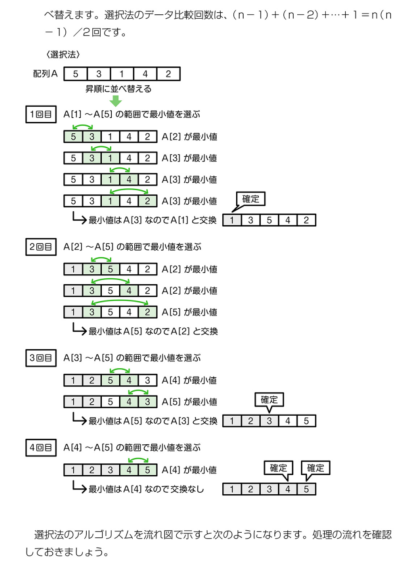 べ替えます。選択法のデータ比較回数は、(n－1)＋(n－2)＋…＋1＝n(n
－1)／2回です。
〈選択法〉
配列A 5 3 1 4 2
昇順に並べ替える
1回目 A[1]～A[5]の範囲で最小値を選ぶ
5 3 1 4 2 A[2]が最小値
5 3 1 4 2 A[3]が最小値
5 3 1 4 2 A[3]が最小値
5 3 1 4 2 A[3]が最小値
確定
最小値はA[3]なのでA[1]と交換 1 3 5 4 2
2回目 A[2]～A[5]の範囲で最小値を選ぶ
1 3 5 4 2 A[2]が最小値
1 3 5 4 2 A[2]が最小値
1 3 5 4 2 A[5]が最小値
最小値はA[5]なのでA[2]と交換
3回目 A[3]～A[5]の範囲で最小値を選ぶ
1 2 5 4 3 A[4]が最小値
1 2 5 4 3 A[5]が最小値
確定
最小値はA[5]なのでA[3]と交換 1 2 3 4 5
4回目 A[4]～A[5]の範囲で最小値を選ぶ
1 2 3 4 5 A[4]が最小値
確定 確定
最小値はA[4]なので交換なし 1 2 3 4 5
選択法のアルゴリズムを流れ図で示すと次のようになります。処理の流れを確認
しておきましょう。